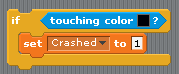 if touching color ?
set Crashed to 1